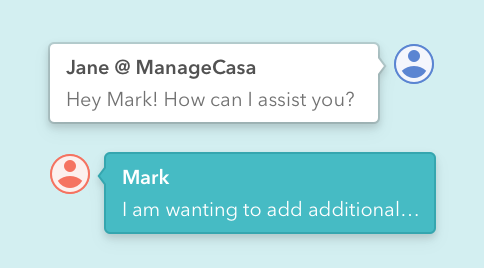 Jane @ ManageCasa
Hey Mark! How can I assist you?
Mark
I am wanting to add additional...